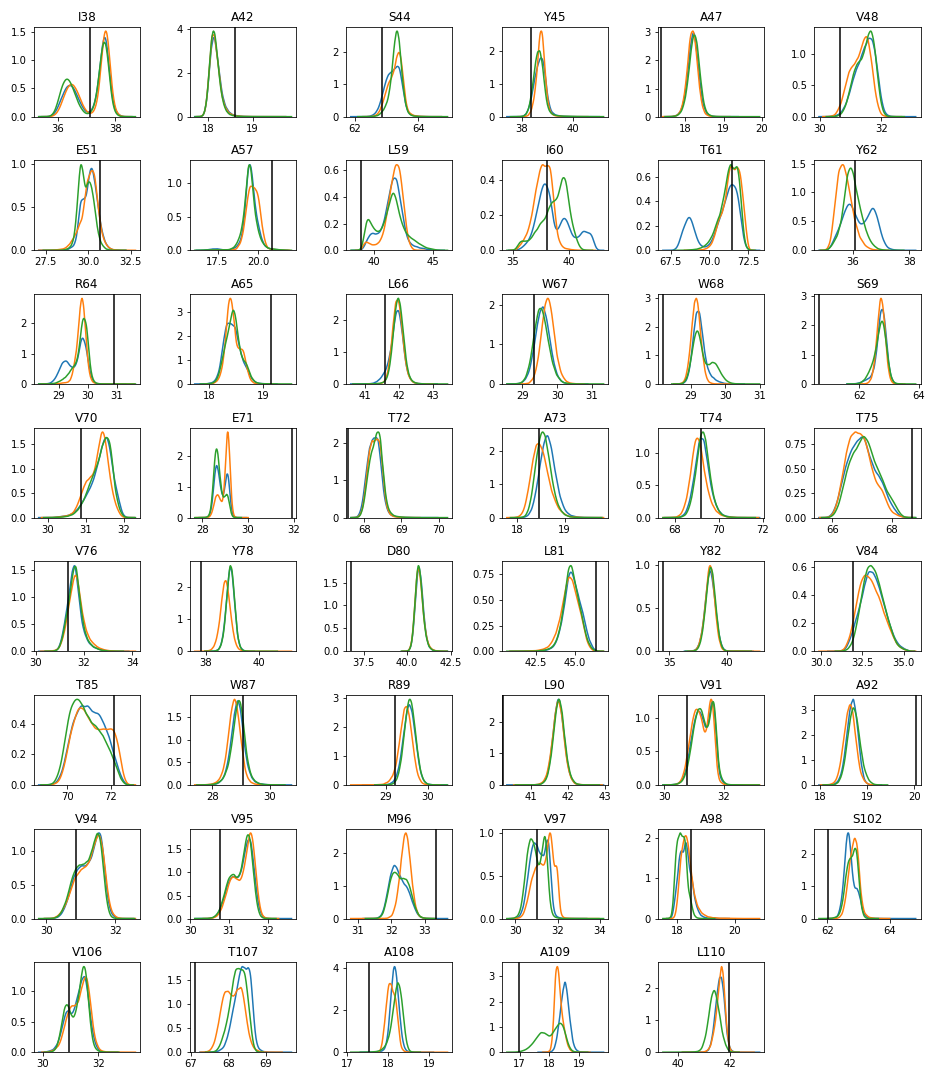 I38 A42 S44 Y45 A47 V48
1.5 1.0 0.5 0.0 4 2 0 2 1 0 2 1 0 3 2 1 0 1.0 0.5 0.0
36 38 18 19 62 64 38 40 18 19 20 30 32
E51 A57 L59 I60 T61 Y62
1.0 0.5 0.0 1.0 0.5 0.0 0.6 0.4 0.2 0.0 0.4 0.2 0.0 0.6 0.4 0.2 0.0 1.5 1.0 0.5 0.0
27.5 30.0 32.5 17.5 20.0 40 45 35 40 67.5 70.0 72.5 36 38
R64 A65 L66 W67 W68 S69
2 1 0 3 2 1 0 2 1 0 2 1 0 3 2 1 0 3 2 1 0
29 30 31 18 19 41 42 43 29 30 31 29 30 31 62 64
V70 E71 T72 A73 T74 T75
1.5 1.0 0.5 0.0 2 1 0 2 1 0 2 1 0 1.5 1.0 0.5 0.0 0.75 0.50 0.25 0.00
30 31 32 28 30 32 68 69 70 18 19 68 70 72 66 68
V76 Y78 D80 L81 Y82 V84
1.5 1.0 0.5 0.0 2 1 0 1.5 1.0 0.5 0.0 0.75 0.50 0.25 0.00 1.0 0.5 0.0 0.6 0.4 0.2 0.0
30 32 34 38 40 37.5 40.0 42.5 42.5 45.0 35 40 30.0 32.5 35.0
T85 W87 R89 L90 V91 A92
0.4 0.2 0.0 1.5 1.0 0.5 0.0 3 2 1 0 2 1 0 1.0 0.5 0.0 3 2 1 0
70 72 28 30 29 30 41 42 43 30 32 18 19 20
V94 V95 M96 V97 A98 S102
1.0 0.5 0.0 1.5 1.0 0.5 0.0 2 1 0 1.0 0.5 0.0 2 1 0 2 1 0
30 32 30 31 32 31 32 33 30 32 34 18 20 62 64
V106 T107 A108 A109 L110
1.0 0.5 0.0 1.5 1.0 0.5 0.0 4 2 0 3 2 1 0 2 1 0
30 32 67 68 69 17 18 19 17 18 19 40 42